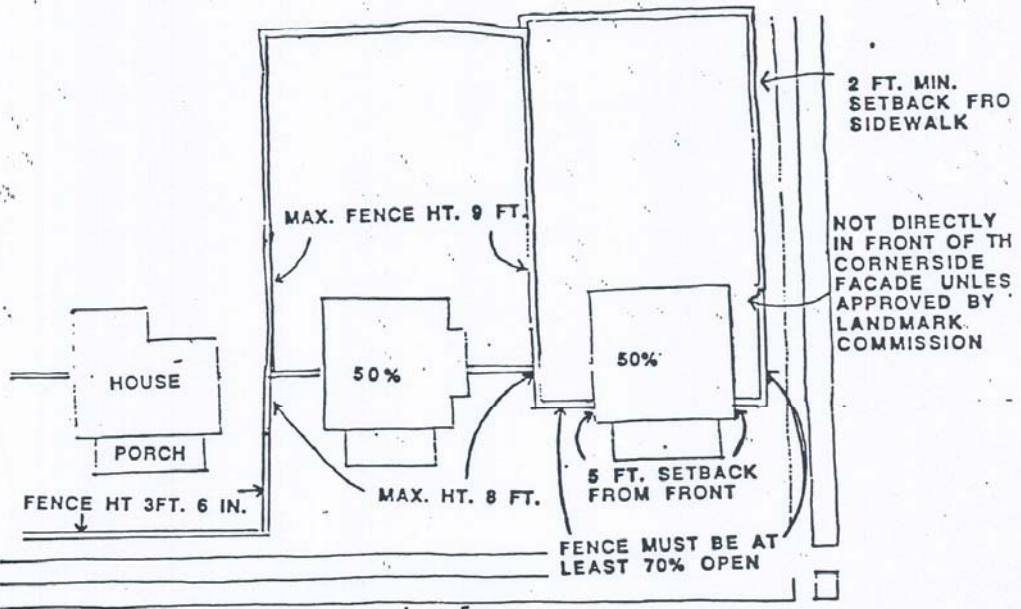 2 FT. MIN.
SETBACK FRO
SIDEWALK
MAX. FENCE HT. 9 FT.
NOT DIRECTLY
IN FRONT OF TH
CORNERSIDE
FACADE UNLES
APPROVED BY
LANDMARK
COMMISSION
HOUSE
50%
50%
PORCH
FENCE HT 3FT. 6 IN.
MAX. HT. 8 FT.
5 FT. SETBACK
FROM FRONT
FENCE MUST BE AT
LEAST 70% OPEN